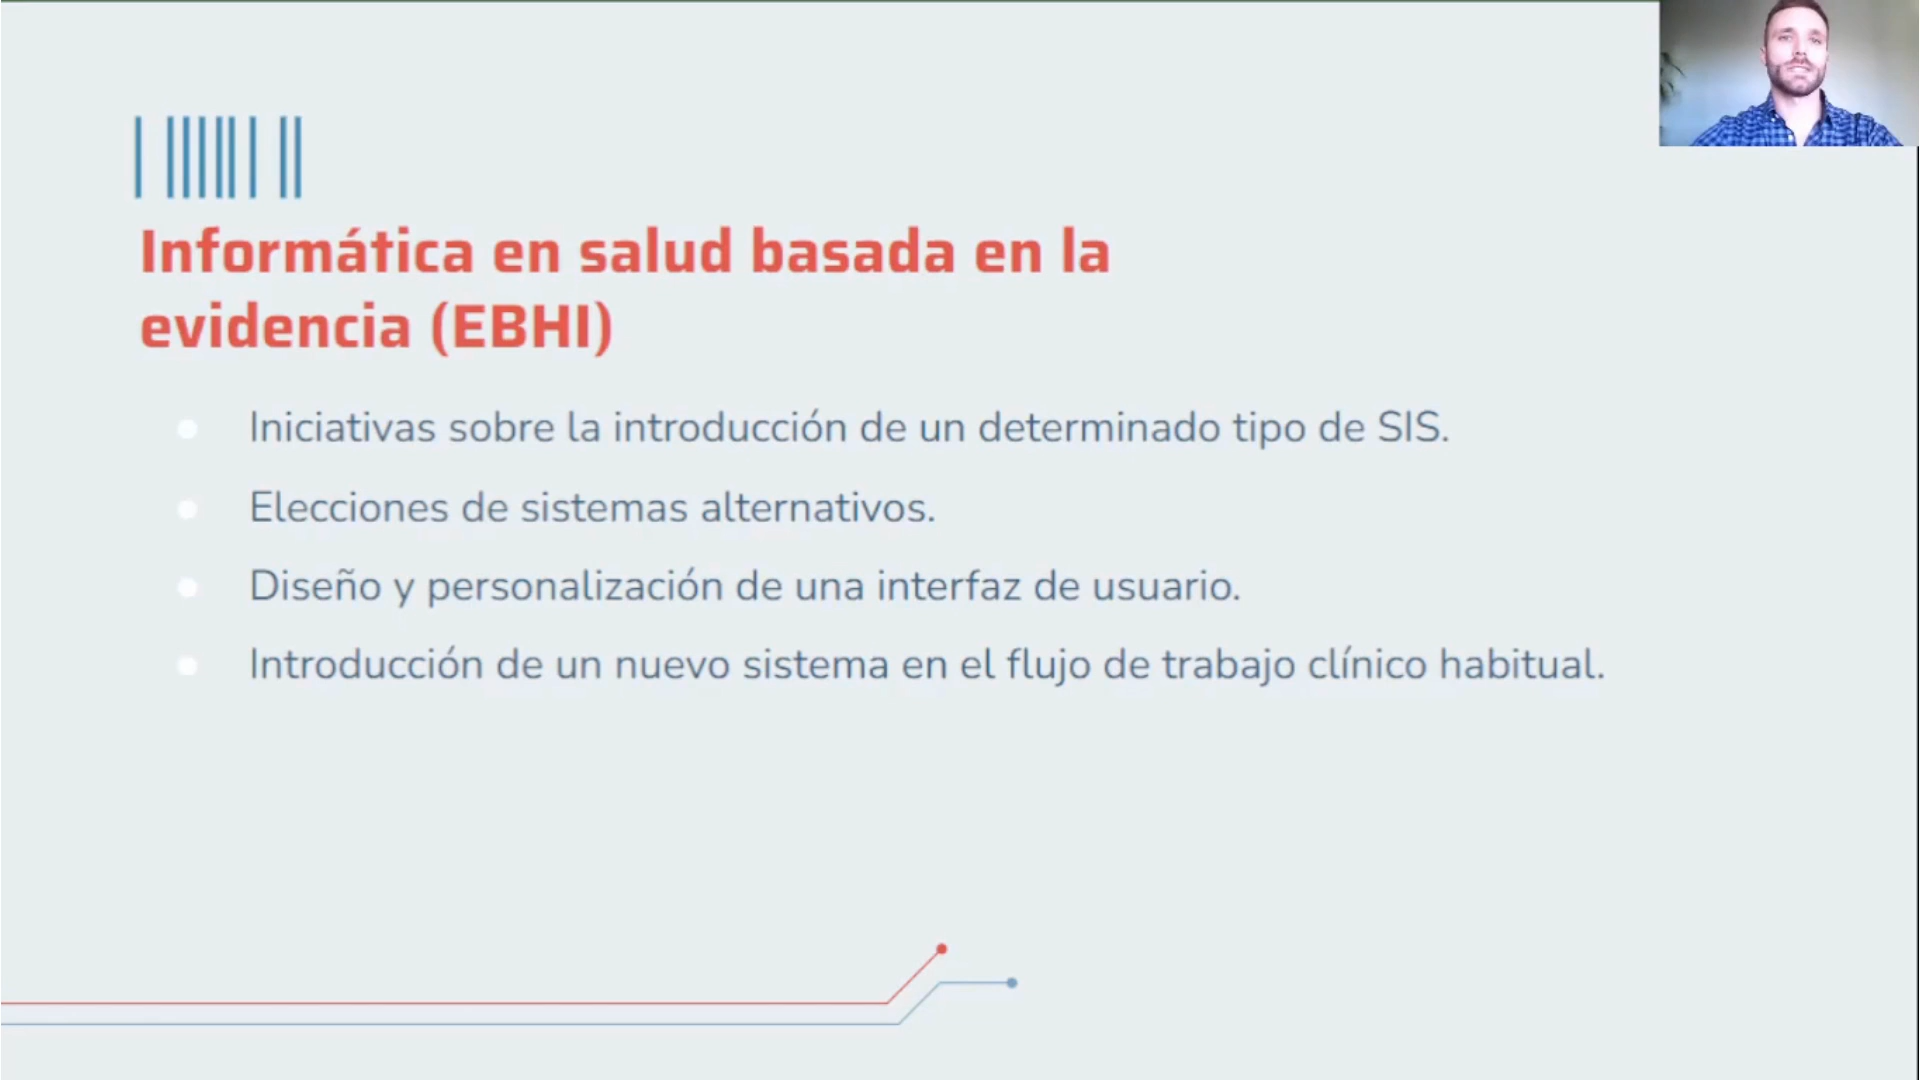 Informática en salud basada en la
evidencia (EBHI)
Iniciativas sobre la introducción de un determinado tipo de SIS.
Elecciones de sistemas alternativos.
Diseño y personalización de una interfaz de usuario.
Introducción de un nuevo sistema en el flujo de trabajo clínico habitual.